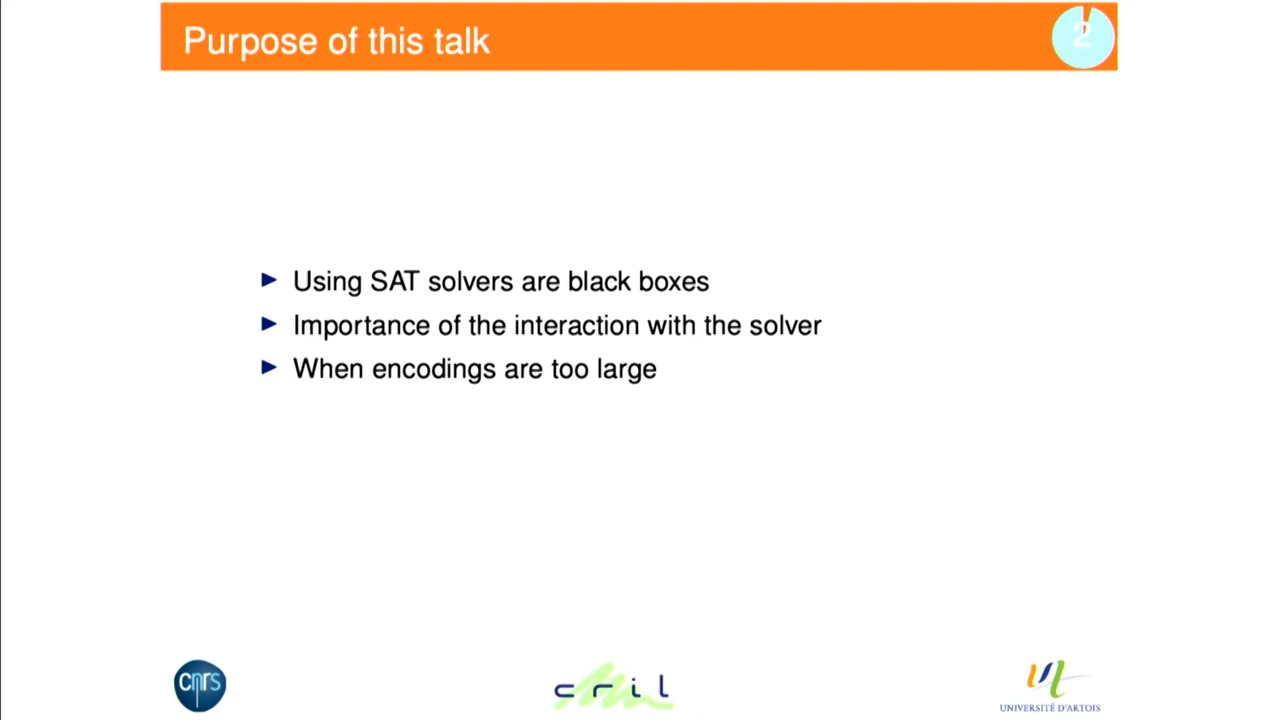 Purpose of this talk
2
Using SAT solvers are black boxes
Importance of the interaction with the solver
When encodings are too large
cnrs
cril
UNIVERSITÉ D'ARTOIS